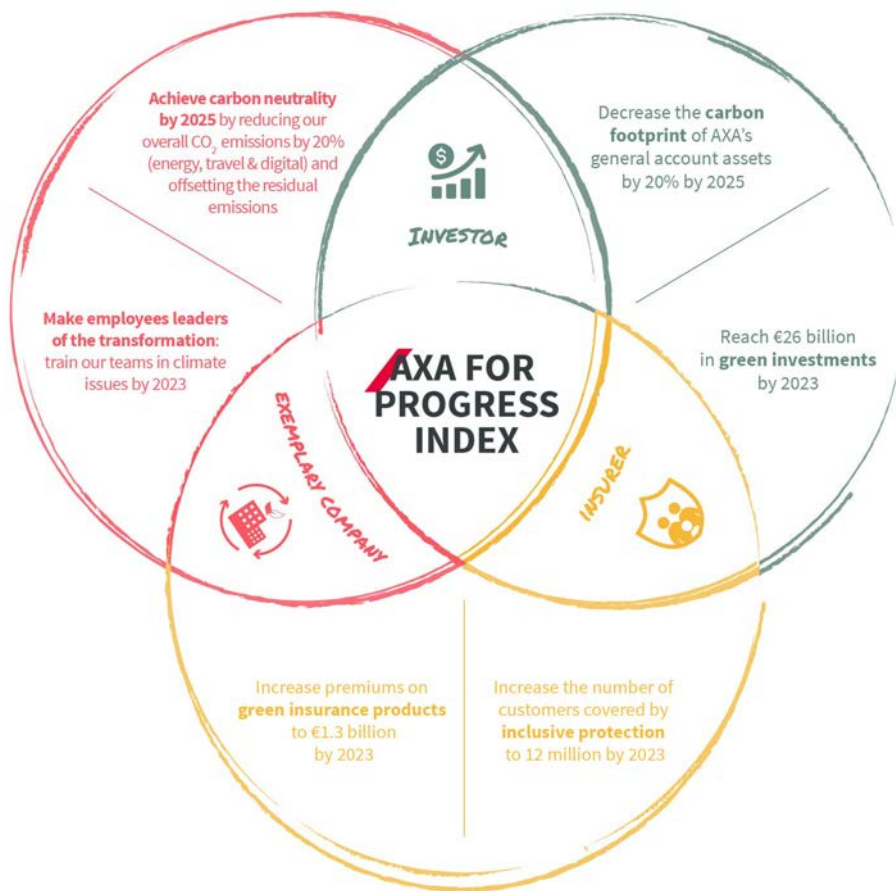 Achieve carbon neutrality
by 2025 by reducing our
overall CO₂ emissions by 20%
(energy, travel & digital) and
offsetting the residual
emissions
Decrease the carbon
footprint of AXA's
general account assets
by 20% by 2025
$
INVESTOR
Make employees leaders
of the transformation:
train our teams in climate
issues by 2023
Reach €26 billion
in green investments
by 2023
AXA FOR
PROGRESS
INDEX
EXEMPLARY COMPANY
INSURER
Increase premiums on
green insurance products
to €1.3 billion
by 2023
Increase the number of
customers covered by
inclusive protection
to 12 million by 2023